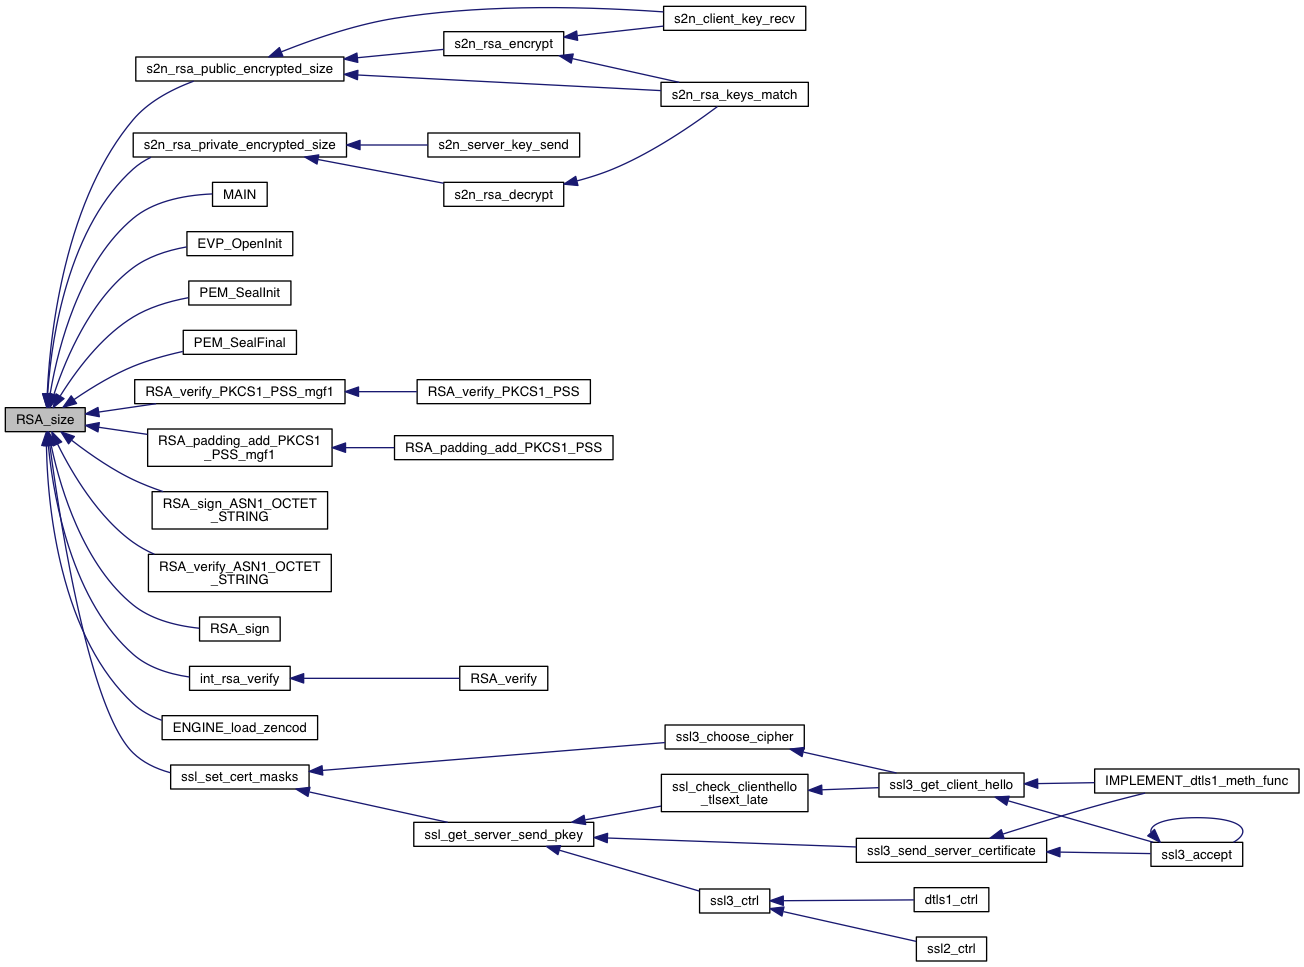 s2n_client_key_recv
s2n_rsa_encrypt
s2n_rsa_public_encrypted_size
s2n_rsa_keys_match
s2n_rsa_private_encrypted_size
s2n_server_key_send
s2n_rsa_decrypt
MAIN
EVP_OpenInit
PEM_SealInit
PEM_SealFinal
RSA_verify_PKCS1_PSS_mgf1
RSA_verify_PKCS1_PSS
RSA_size
RSA_padding_add_PKCS1
_PSS_mgf1
RSA_padding_add_PKCS1_PSS
RSA_sign_ASN1_OCTET
_STRING
RSA_verify_ASN1_OCTET
_STRING
RSA_sign
int_rsa_verify
RSA_verify
ENGINE_load_zencod
ssl3_choose_cipher
ssl_set_cert_masks
ssl_check_clienthello
_tlsext_late
ssl3_get_client_hello
IMPLEMENT_dtls1_meth_func
ssl_get_server_send_pkey
ssl3_send_server_certificate
ssl3_accept
ssl3_ctrl
dtls1_ctrl
ssl2_ctrl